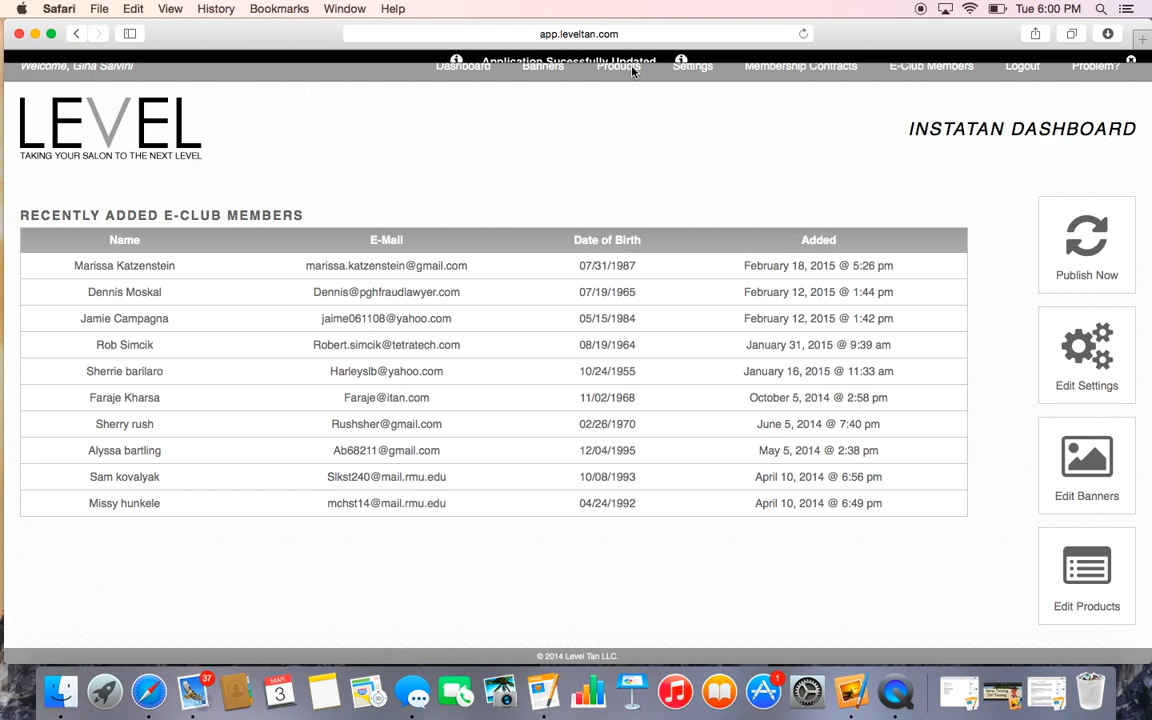 Safari File Edit View History Bookmarks Window Help Tue 6:00 PM
app.leveltan.com
Application Sucessfully Updated
Welcome, Gina Salvini Dashboard Banners Products Settings Membership Contracts E-Club Members Logout Problem?
LEVEL
TAKING YOUR SALON TO THE NEXT LEVEL
INSTATAN DASHBOARD
RECENTLY ADDED E-CLUB MEMBERS
Name E-Mail Date of Birth Added
Marissa Katzenstein marissa.katzenstein@gmail.com 07/31/1987 February 18, 2015 @ 5:26 pm
Dennis Moskal Dennis@pghfraudlawyer.com 07/19/1965 February 12, 2015 @ 1:44 pm
Jamie Campagna jaime061108@yahoo.com 05/15/1984 February 12, 2015 @ 1:42 pm
Rob Simcik Robert.simcik@tetratech.com 08/19/1964 January 31, 2015 @ 9:39 am
Sherrie barilaro Harleyslb@yahoo.com 10/24/1955 January 16, 2015 @ 11:33 am
Faraje Kharsa Faraje@itan.com 11/02/1968 October 5, 2014 @ 2:58 pm
Sherry rush Rushsher@gmail.com 02/26/1970 June 5, 2014 @ 7:40 pm
Alyssa bartling Ab68211@gmail.com 12/04/1995 May 5, 2014 @ 2:38 pm
Sam kovalyak Slkst240@mail.rmu.edu 10/08/1993 April 10, 2014 @ 6:56 pm
Missy hunkele mchst14@mail.rmu.edu 04/24/1992 April 10, 2014 @ 6:49 pm
Publish Now
Edit Settings
Edit Banners
Edit Products
© 2014 Level Tan LLC.
37
MAR
3
1